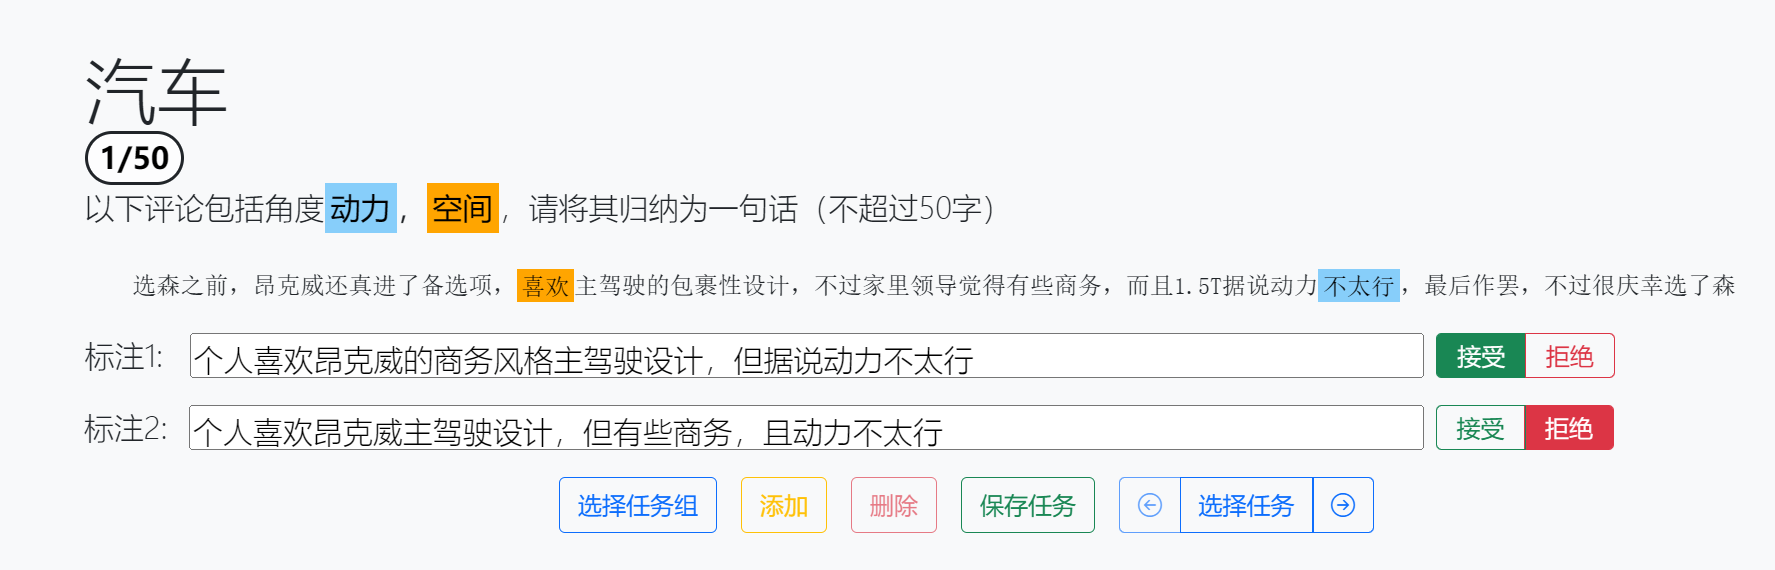 汽车
1/50
以下评论包括角度动力，空间，请将其归纳为一句话（不超过50字）
选森之前，昂克威还真进了备选项，喜欢主驾驶的包裹性设计，不过家里领导觉得有些商务，而且1.5T据说动力不太行，最后作罢，不过很庆幸选了森
标注1: 个人喜欢昂克威的商务风格主驾驶设计，但据说动力不太行 接受 拒绝
标注2: 个人喜欢昂克威主驾驶设计，但有些商务，且动力不太行 接受 拒绝
选择任务组 添加 删除 保存任务 选择任务